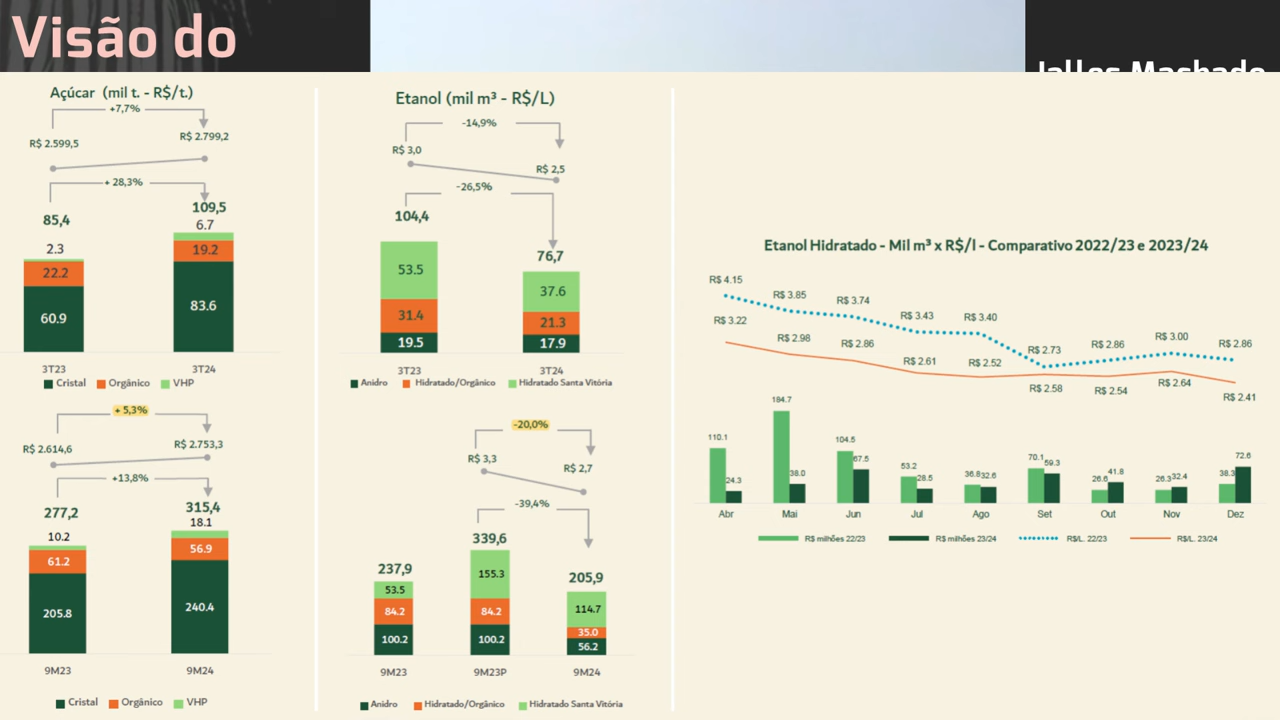 Visão do
Jalles Machado
Açúcar (mil t. - R$/t.)
+7,7%
R$ 2.599,5
R$ 2.799,2
+ 28,3%
85,4
109,5
2.3
6.7
22.2
19.2
60.9
83.6
3T23
3T24
Cristal
Orgânico
VHP
+ 5,3%
R$ 2.614,6
R$ 2.753,3
+13,8%
277,2
315,4
10.2
18.1
61.2
56.9
205.8
240.4
9M23
9M24
Cristal
Orgânico
VHP
Etanol (mil m³ - R$/L)
-14,9%
R$ 3,0
R$ 2,5
-26,5%
104,4
76,7
53.5
37.6
31.4
21.3
19.5
17.9
3T23
3T24
Anidro
Hidratado/Orgânico
Hidratado Santa Vitória
-20,0%
R$ 3,3
R$ 2,7
-39,4%
237,9
339,6
205,9
53.5
155.3
114.7
84.2
84.2
35.0
100.2
100.2
56.2
9M23
9M23P
9M24
Anidro
Hidratado/Orgânico
Hidratado Santa Vitória
Etanol Hidratado - Mil m³ x R$/l - Comparativo 2022/23 e 2023/24
R$ 4.15
R$ 3.85
R$ 3.74
R$ 3.43
R$ 3.40
R$ 2.73
R$ 2.86
R$ 3.00
R$ 2.86
R$ 3.22
R$ 2.98
R$ 2.86
R$ 2.61
R$ 2.52
R$ 2.58
R$ 2.54
R$ 2.64
R$ 2.41
110.1
24.3
184.7
38.0
104.5
67.5
53.2
28.5
36.8
32.6
70.1
59.3
26.6
41.8
26.3
32.4
38.3
72.6
Abr
Mai
Jun
Jul
Ago
Set
Out
Nov
Dez
R$ milhões 22/23
R$ milhões 23/24
R$/L. 22/23
R$/L. 23/24